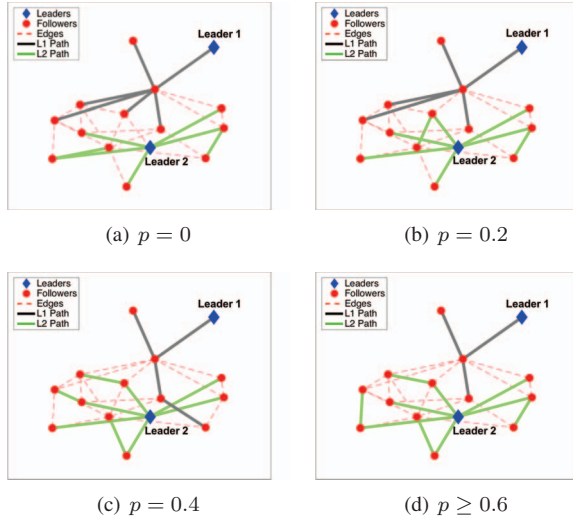 Leaders
Followers
Edges
L1 Path
L2 Path
Leader 1
Leader 2
(a) p = 0
Leaders
Followers
Edges
L1 Path
L2 Path
Leader 1
Leader 2
(b) p = 0.2
Leaders
Followers
Edges
L1 Path
L2 Path
Leader 1
Leader 2
(c) p = 0.4
Leaders
Followers
Edges
L1 Path
L2 Path
Leader 1
Leader 2
(d) p ≥ 0.6